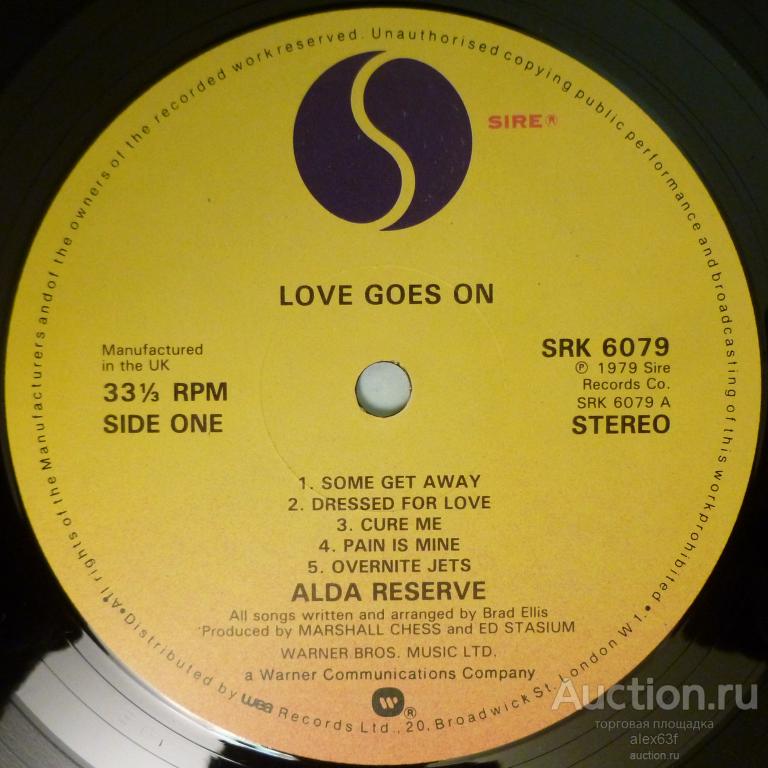 All rights of the Manufacturers and of the owners of the recorded work reserved. Unauthorised copying public performance and broadcasting of this work prohibited
SIRE®
LOVE GOES ON
Manufactured
in the UK
33⅓ RPM
SIDE ONE
SRK 6079
℗ 1979 Sire
Records Co.
SRK 6079 A
STEREO
1. SOME GET AWAY
2. DRESSED FOR LOVE
3. CURE ME
4. PAIN IS MINE
5. OVERNITE JETS
ALDA RESERVE
All songs written and arranged by Brad Ellis
Produced by MARSHALL CHESS and ED STASIUM
WARNER BROS. MUSIC LTD.
a Warner Communications Company
®
• Distributed by wea Records Ltd., 20, Broadwick St. London W 1. •
Auction.ru
торговая площадка
alex63f
auction.ru